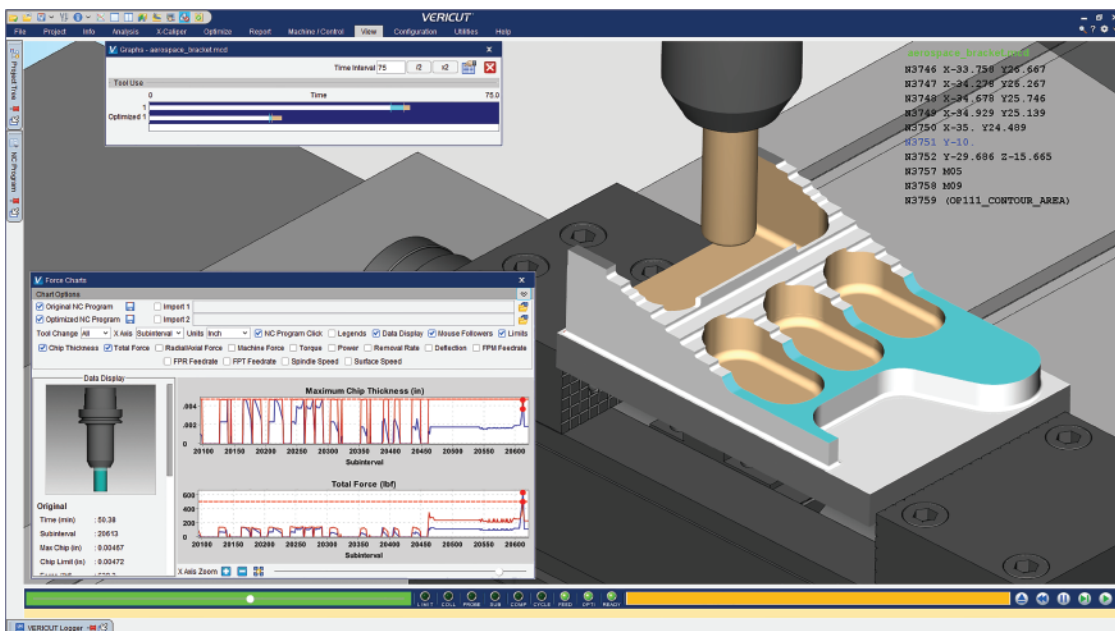 VERICUT
File Project Info Analysis X-Caliper Optimize Report Machine / Control View Configuration Utilities Help
Project Tree
NC Program
Graphs - aerospace_bracket.mcd
Time Interval 75 /2 x2
Tool Use
0 Time 75.0
1
Optimized 1
aerospace_bracket.mcd
N3746 X-33.758 Y26.667
N3747 X-34.278 Y26.267
N3748 X-34.678 Y25.746
N3749 X-34.929 Y25.139
N3750 X-35. Y24.489
N3751 Y-10.
N3752 Y-29.686 Z-15.665
N3757 M05
N3758 M09
N3759 (OP111_CONTOUR_AREA)
Force Charts
Chart Options
Original NC Program Import 1
Optimized NC Program Import 2
Tool Change All X Axis Subinterval Units Inch NC Program Click Legends Data Display Mouse Followers Limits
Chip Thickness Total Force Radial/Axial Force Machine Force Torque Power Removal Rate Deflection FPM Feedrate
FPR Feedrate FPT Feedrate Spindle Speed Surface Speed
Data Display
Original
Time (min) : 50.38
Subinterval : 20613
Max Chip (in) : 0.00467
Chip Limit (in) : 0.00472
Maximum Chip Thickness (in)
.004
.002
0
20100 20150 20200 20250 20300 20350 20400 20450 20500 20550 20600
Subinterval
Total Force (lbf)
600
400
200
0
20100 20150 20200 20250 20300 20350 20400 20450 20500 20550 20600
Subinterval
X Axis Zoom
LIMIT COLL PROBE SUB COMP CYCLE FEED OPTI READY
VERICUT Logger